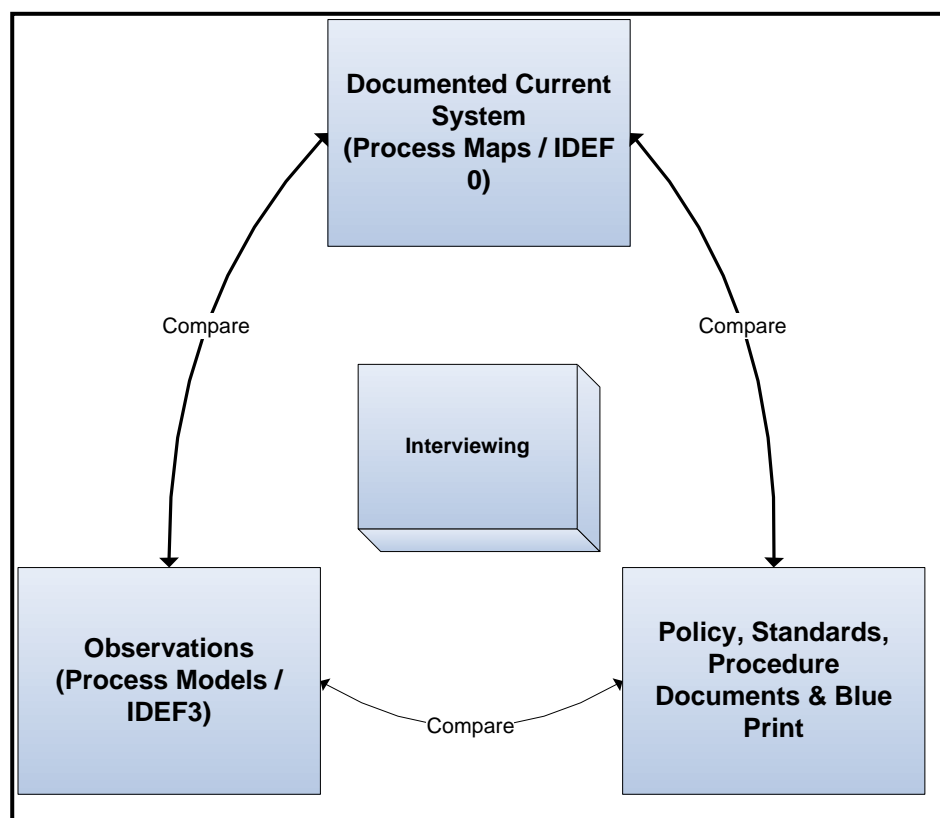 Documented Current
System
(Process Maps / IDEF
0)
Compare
Compare
Interviewing
Observations
(Process Models /
IDEF3)
Policy, Standards,
Procedure
Documents & Blue
Print
Compare